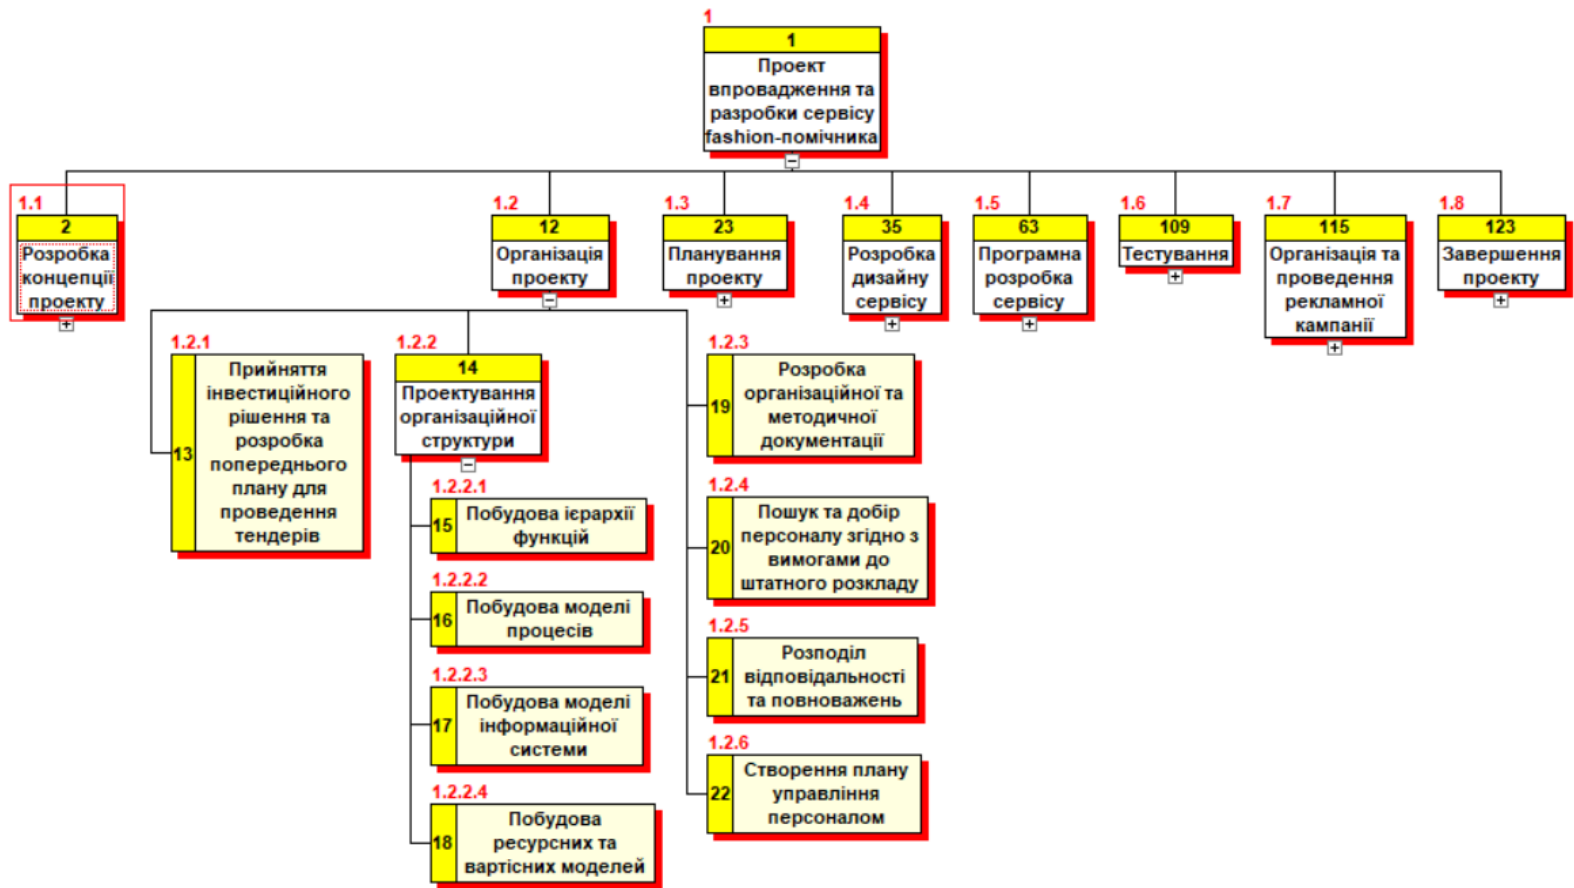 1
1
Проект
впровадження та
разробки сервісу
fashion-помічника
1.1
2
Розробка
концепції
проекту
1.2
12
Організація
проекту
1.3
23
Планування
проекту
1.4
35
Розробка
дизайну
сервісу
1.5
63
Програмна
розробка
сервісу
1.6
109
Тестування
1.7
115
Організація та
проведення
рекламної
кампанії
1.8
123
Завершення
проекту
1.2.1
13
Прийняття
інвестиційного
рішення та
розробка
попереднього
плану для
проведення
тендерів
1.2.2
14
Проектування
організаційної
структури
1.2.2.1
15
Побудова ієрархії
функцій
1.2.2.2
16
Побудова моделі
процесів
1.2.2.3
17
Побудова моделі
інформаційної
системи
1.2.2.4
18
Побудова
ресурсних та
вартісних моделей
1.2.3
19
Розробка
організаційної та
методичної
документації
1.2.4
20
Пошук та добір
персоналу згідно з
вимогами до
штатного розкладу
1.2.5
21
Розподіл
відповідальності
та повноважень
1.2.6
22
Створення плану
управління
персоналом